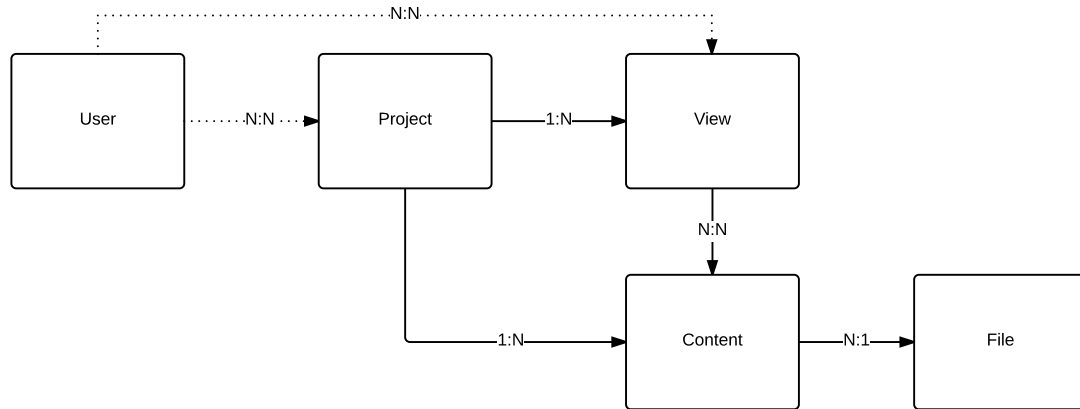 N:N
User
N:N
Project
1:N
View
N:N
1:N
Content
N:1
File